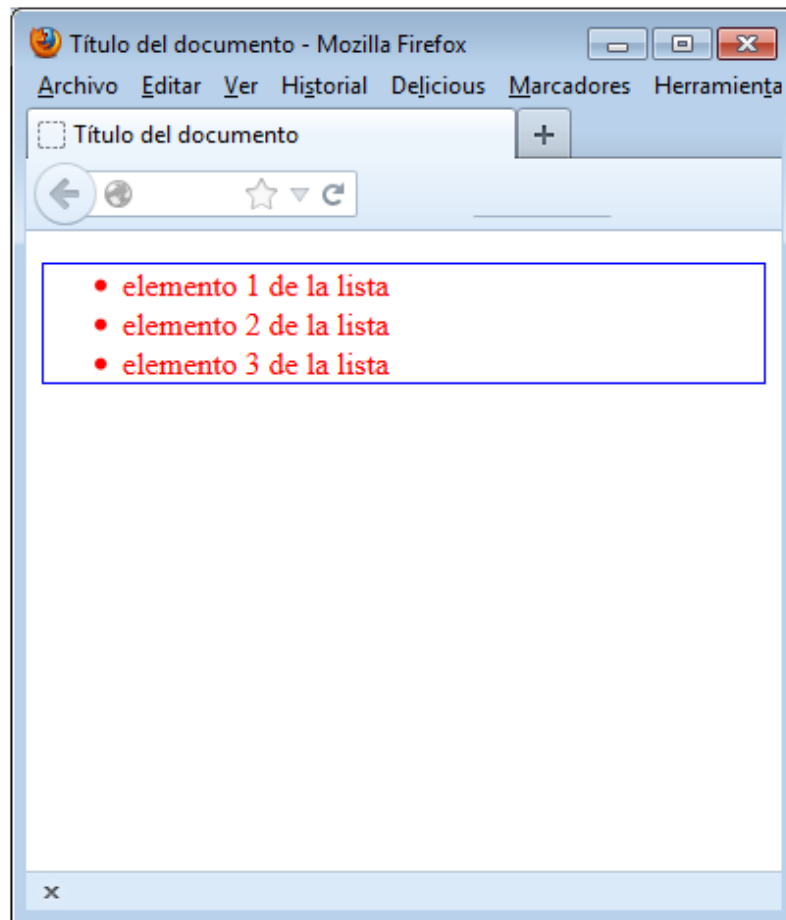 Título del documento - Mozilla Firefox
Archivo Editar Ver Historial Delicious Marcadores Herramienta
Título del documento
elemento 1 de la lista
elemento 2 de la lista
elemento 3 de la lista